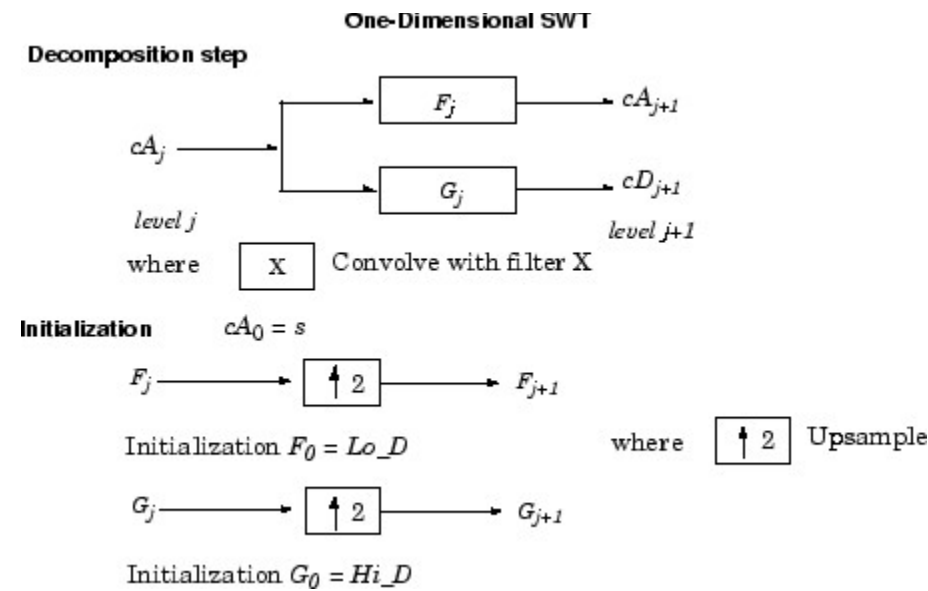 One-Dimensional SWT
Decomposition step
F_j
cA_{j+1}
cA_j
G_j
cD_{j+1}
level j
level j+1
where X Convolve with filter X
Initialization cA_0 = s
F_j ↑ 2 F_{j+1}
Initialization F_0 = Lo_D
where ↑ 2 Upsample
G_j ↑ 2 G_{j+1}
Initialization G_0 = Hi_D